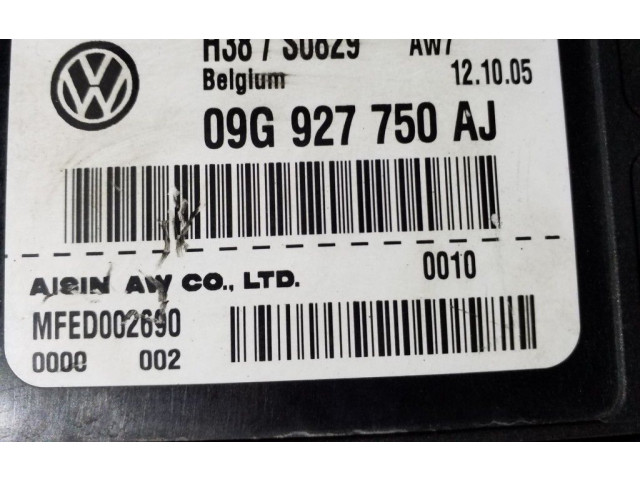 H38 / S0829 AW7
Belgium 12.10.05
09G 927 750 AJ
AISIN AW CO., LTD. 0010
MFED002690
0000 002